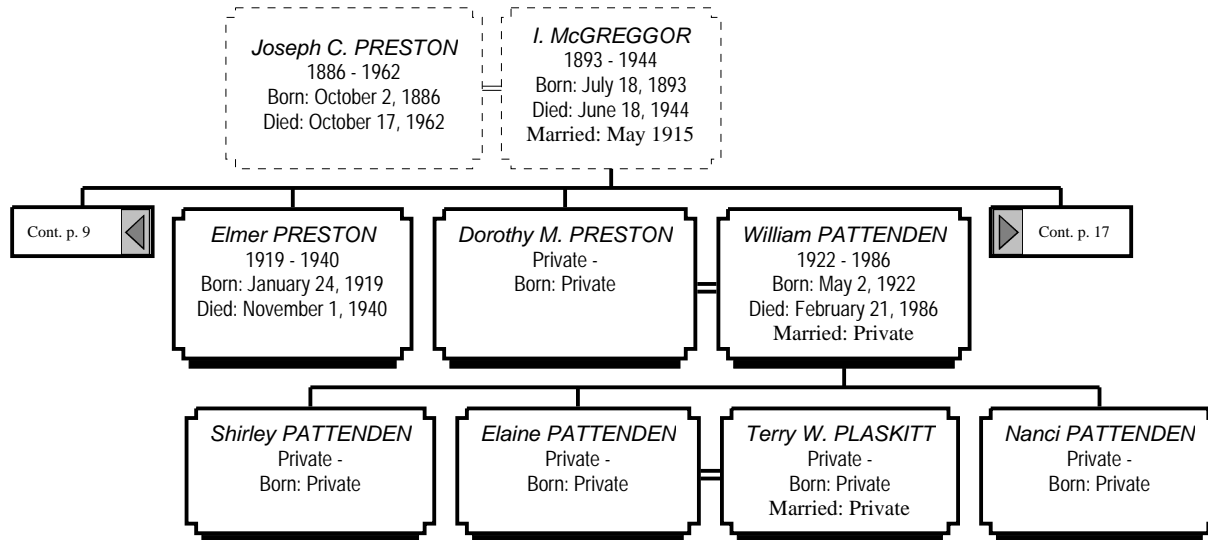 Joseph C. PRESTON
1886 - 1962
Born: October 2, 1886
Died: October 17, 1962
I. McGREGGOR
1893 - 1944
Born: July 18, 1893
Died: June 18, 1944
Married: May 1915
Cont. p. 9
Elmer PRESTON
1919 - 1940
Born: January 24, 1919
Died: November 1, 1940
Dorothy M. PRESTON
Private -
Born: Private
William PATTENDEN
1922 - 1986
Born: May 2, 1922
Died: February 21, 1986
Married: Private
Cont. p. 17
Shirley PATTENDEN
Private -
Born: Private
Elaine PATTENDEN
Private -
Born: Private
Terry W. PLASKITT
Private -
Born: Private
Married: Private
Nanci PATTENDEN
Private -
Born: Private